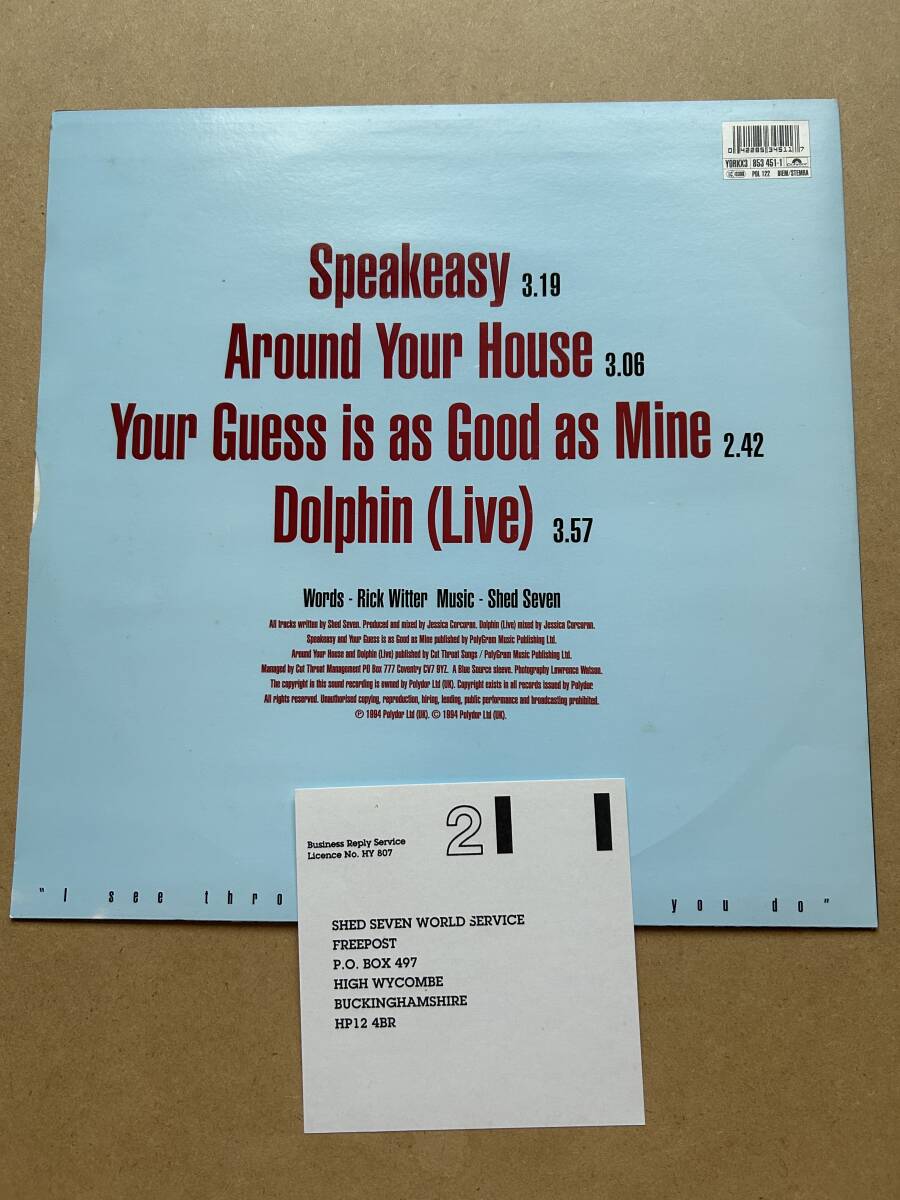 0 42285 34511 7
YORKX3 853 451-1
POL 122 BIEM/STEMRA
Speakeasy 3.19
Around Your House 3.06
Your Guess is as Good as Mine 2.42
Dolphin (Live) 3.57
Words - Rick Witter Music - Shed Seven
All tracks written by Shed Seven. Produced and mixed by Jessica Corcoran. Dolphin (Live) mixed by Jessica Corcoran.
Speakeasy and Your Guess is as Good as Mine published by PolyGram Music Publishing Ltd.
Around Your House and Dolphin (Live) published by Cut Throat Songs / PolyGram Music Publishing Ltd.
Managed by Cut Throat Management PO Box 777 Coventry CV7 9YZ. A Blue Source sleeve. Photography Lawrence Watson.
The copyright in this sound recording is owned by Polydor Ltd (UK). Copyright exists in all records issued by Polydor.
All rights reserved. Unauthorised copying, reproduction, hiring, lending, public performance and broadcasting prohibited.
℗ 1994 Polydor Ltd (UK). © 1994 Polydor Ltd (UK).
"I see thro you do"
Business Reply Service
Licence No. HY 807
2
SHED SEVEN WORLD SERVICE
FREEPOST
P.O. BOX 497
HIGH WYCOMBE
BUCKINGHAMSHIRE
HP12 4BR